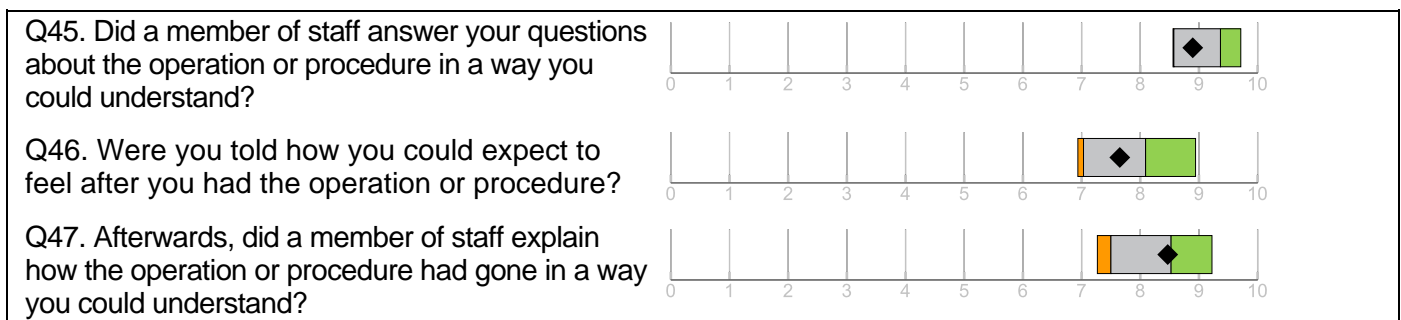 Q45. Did a member of staff answer your questions
about the operation or procedure in a way you
could understand?
0 1 2 3 4 5 6 7 8 9 10
Q46. Were you told how you could expect to
feel after you had the operation or procedure?
0 1 2 3 4 5 6 7 8 9 10
Q47. Afterwards, did a member of staff explain
how the operation or procedure had gone in a way
you could understand?
0 1 2 3 4 5 6 7 8 9 10